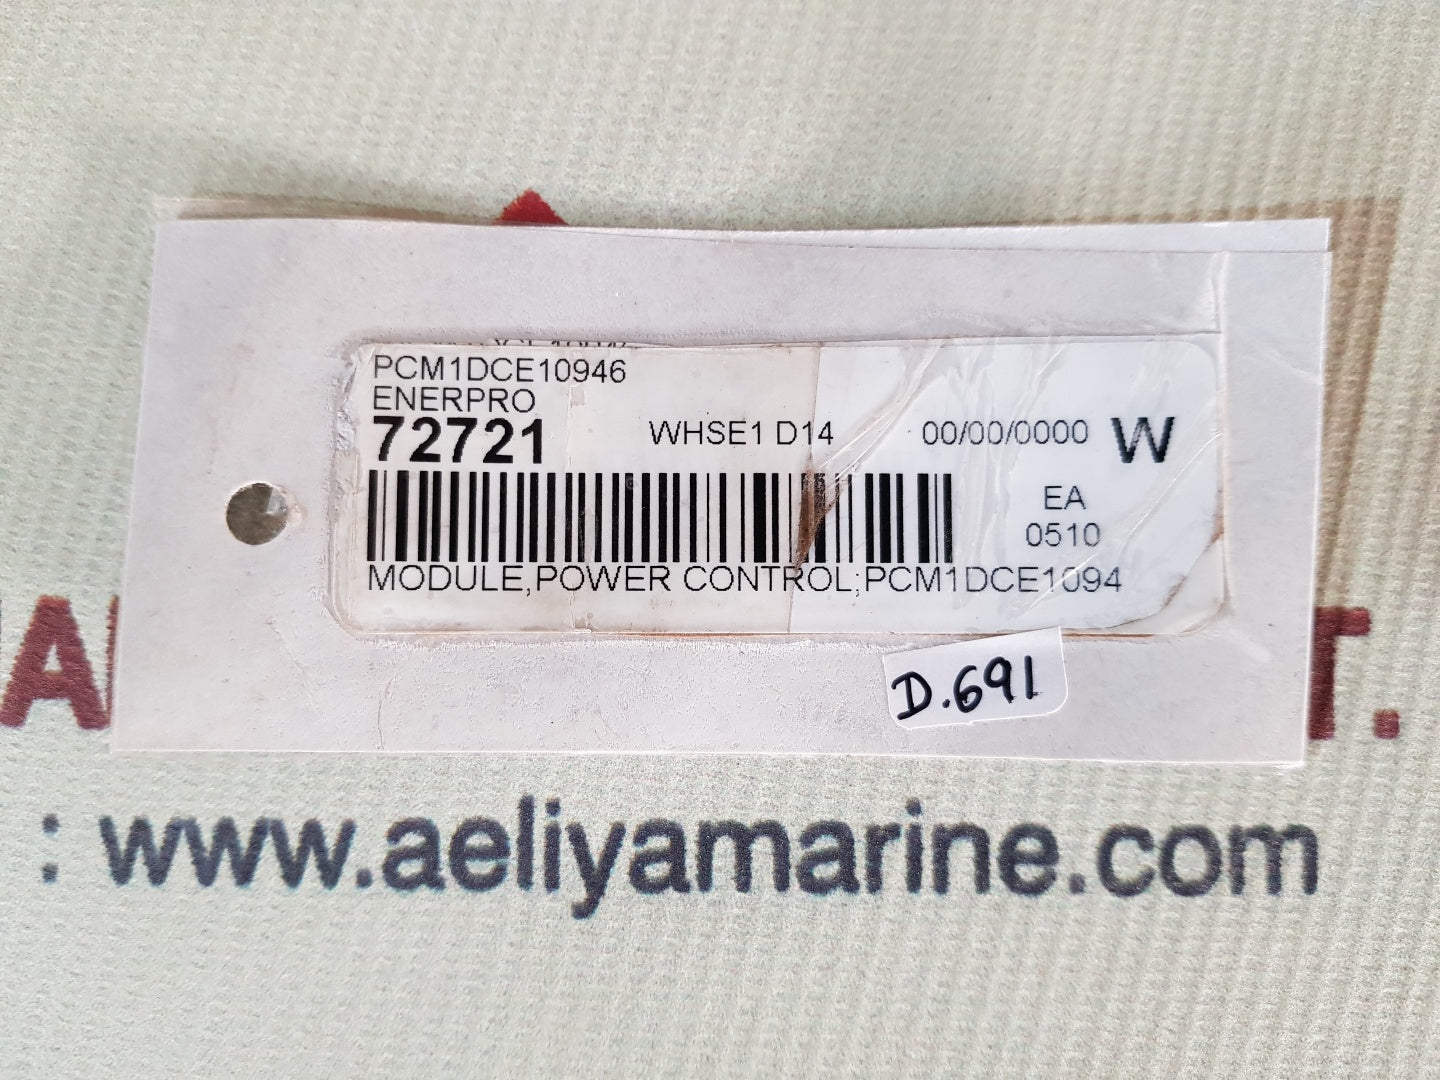 PCM1DCE10946
ENERPRO
72721 WHSE1 D14 00/00/0000 W
EA
0510
MODULE,POWER CONTROL;PCM1DCE1094
D.691
: www.aeliyamarine.com